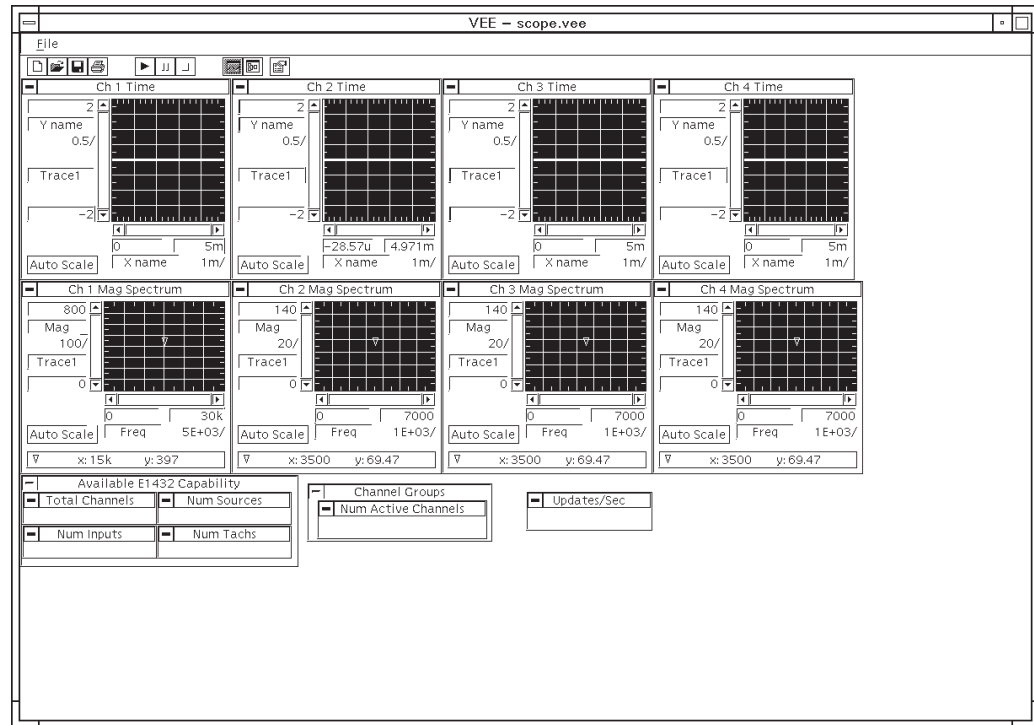 VEE – scope.vee
File
Ch 1 Time
2
Y name
0.5/
Trace1
-2
0 5m
Auto Scale X name 1m/
Ch 2 Time
2
Y name
0.5/
Trace1
-2
-28.57u 4.971m
Auto Scale X name 1m/
Ch 3 Time
2
Y name
0.5/
Trace1
-2
0 5m
Auto Scale X name 1m/
Ch 4 Time
2
Y name
0.5/
Trace1
-2
0 5m
Auto Scale X name 1m/
Ch 1 Mag Spectrum
800
Mag
100/
Trace1
0
0 30k
Auto Scale Freq 5E+03/
x: 15k y: 397
Ch 2 Mag Spectrum
140
Mag
20/
Trace1
0
0 7000
Auto Scale Freq 1E+03/
x: 3500 y: 69.47
Ch 3 Mag Spectrum
140
Mag
20/
Trace1
0
0 7000
Auto Scale Freq 1E+03/
x: 3500 y: 69.47
Ch 4 Mag Spectrum
140
Mag
20/
Trace1
0
0 7000
Auto Scale Freq 1E+03/
x: 3500 y: 69.47
Available E1432 Capability
Total Channels Num Sources
Num Inputs Num Tachs
Channel Groups
Num Active Channels
Updates/Sec